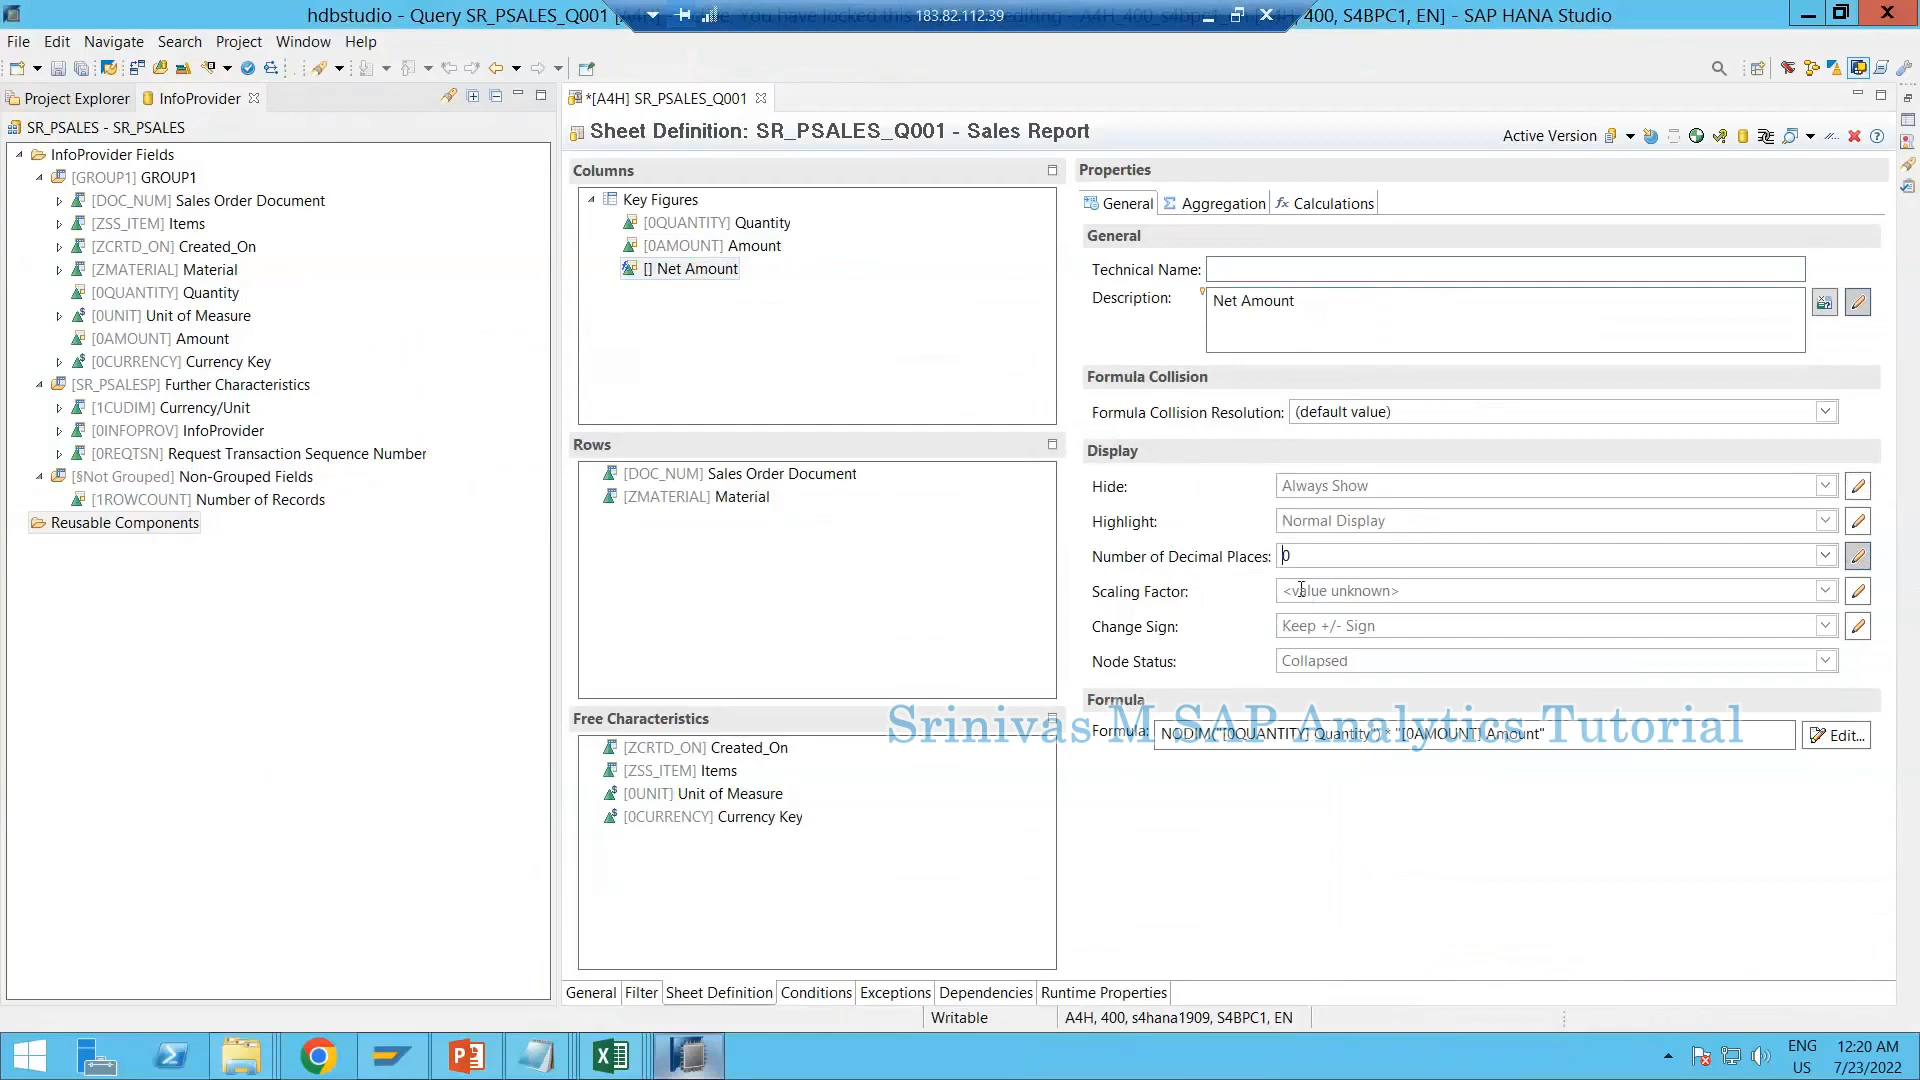 hdbstudio - Query SR_PSALES_Q001
183.82.112.39
400, S4BPC1, EN] - SAP HANA Studio
File Edit Navigate Search Project Window Help
Project Explorer InfoProvider
*[A4H] SR_PSALES_Q001
SR_PSALES - SR_PSALES
Sheet Definition: SR_PSALES_Q001 - Sales Report
Active Version
InfoProvider Fields
[GROUP1] GROUP1
[DOC_NUM] Sales Order Document
[ZSS_ITEM] Items
[ZCRTD_ON] Created_On
[ZMATERIAL] Material
[0QUANTITY] Quantity
[0UNIT] Unit of Measure
[0AMOUNT] Amount
[0CURRENCY] Currency Key
[SR_PSALESP] Further Characteristics
[1CUDIM] Currency/Unit
[0INFOPROV] InfoProvider
[0REQTSN] Request Transaction Sequence Number
[§Not Grouped] Non-Grouped Fields
[1ROWCOUNT] Number of Records
Reusable Components
Columns
Key Figures
[0QUANTITY] Quantity
[0AMOUNT] Amount
[] Net Amount
Rows
[DOC_NUM] Sales Order Document
[ZMATERIAL] Material
Free Characteristics
[ZCRTD_ON] Created_On
[ZSS_ITEM] Items
[0UNIT] Unit of Measure
[0CURRENCY] Currency Key
Properties
General Aggregation Calculations
General
Technical Name:
Description: Net Amount
Formula Collision
Formula Collision Resolution: (default value)
Display
Hide: Always Show
Highlight: Normal Display
Number of Decimal Places: 0
Scaling Factor: <value unknown>
Change Sign: Keep +/- Sign
Node Status: Collapsed
Formula
Srinivas M SAP Analytics Tutorial
Formula: NODIM("[0QUANTITY] Quantity") * "[0AMOUNT] Amount" Edit...
General Filter Sheet Definition Conditions Exceptions Dependencies Runtime Properties
Writable A4H, 400, s4hana1909, S4BPC1, EN
ENG 12:20 AM
US 7/23/2022